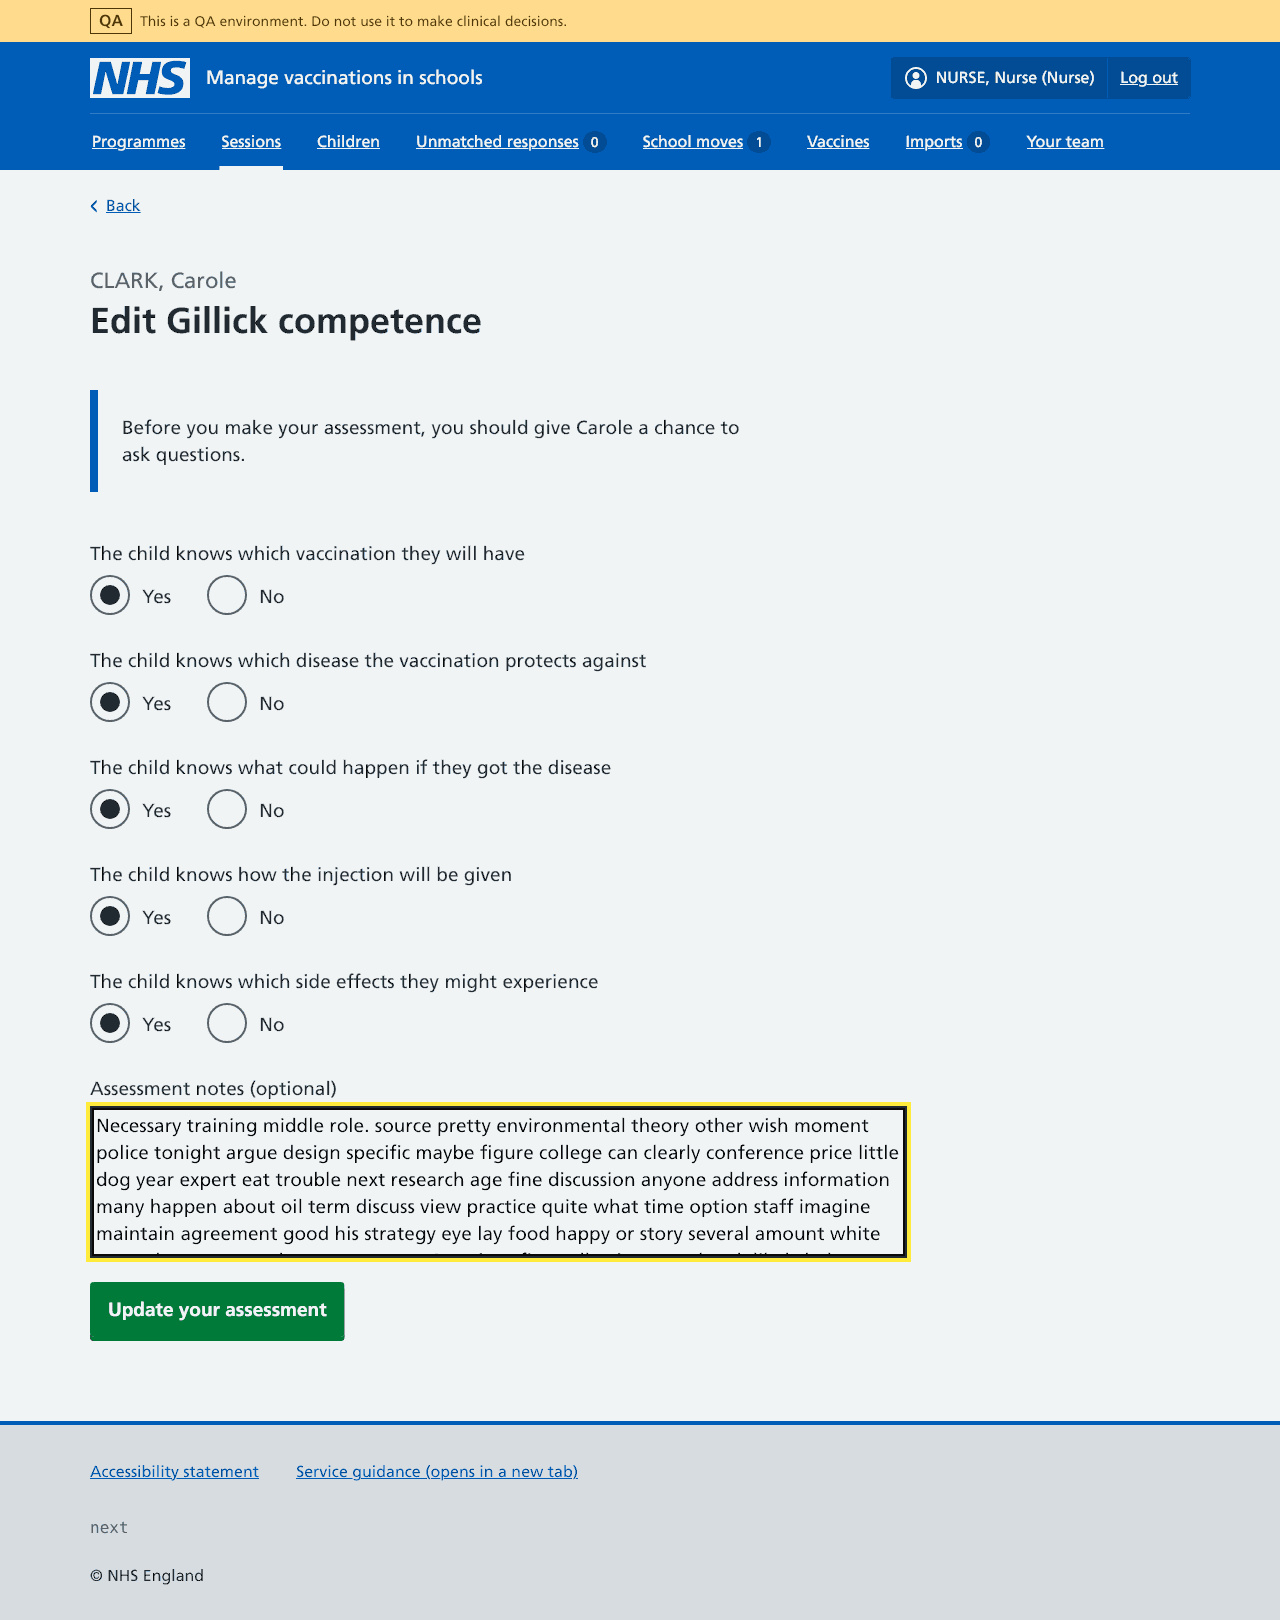 QA This is a QA environment. Do not use it to make clinical decisions.
NHS Manage vaccinations in schools NURSE, Nurse (Nurse) Log out
Programmes Sessions Children Unmatched responses 0 School moves 1 Vaccines Imports 0 Your team
Back
CLARK, Carole
Edit Gillick competence
Before you make your assessment, you should give Carole a chance to
ask questions.
The child knows which vaccination they will have
Yes No
The child knows which disease the vaccination protects against
Yes No
The child knows what could happen if they got the disease
Yes No
The child knows how the injection will be given
Yes No
The child knows which side effects they might experience
Yes No
Assessment notes (optional)
Necessary training middle role. source pretty environmental theory other wish moment
police tonight argue design specific maybe figure college can clearly conference price little
dog year expert eat trouble next research age fine discussion anyone address information
many happen about oil term discuss view practice quite what time option staff imagine
maintain agreement good his strategy eye lay food happy or story several amount white
Update your assessment
Accessibility statement Service guidance (opens in a new tab)
next
© NHS England